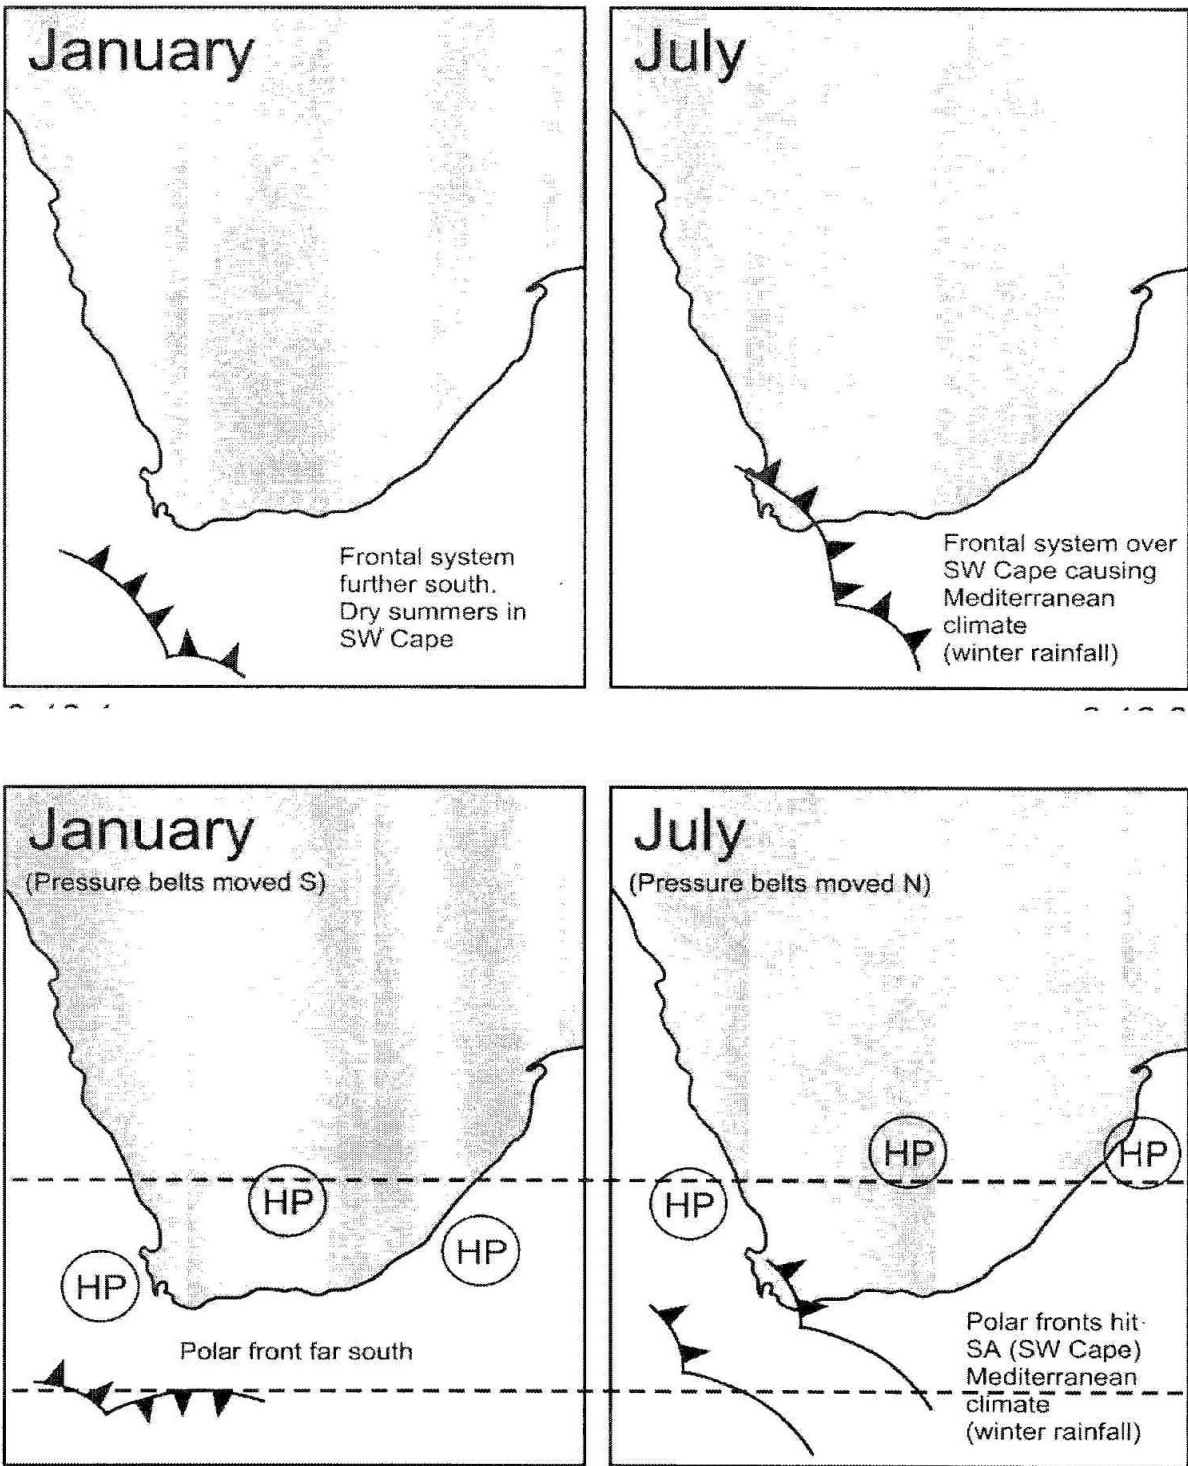 January
Frontal system
further south.
Dry summers in
SW Cape
July
Frontal system over
SW Cape causing
Mediterranean
climate
(winter rainfall)
January
(Pressure belts moved S)
HP
HP
HP
Polar front far south
July
(Pressure belts moved N)
HP
HP
HP
Polar fronts hit
SA (SW Cape)
Mediterranean
climate
(winter rainfall)